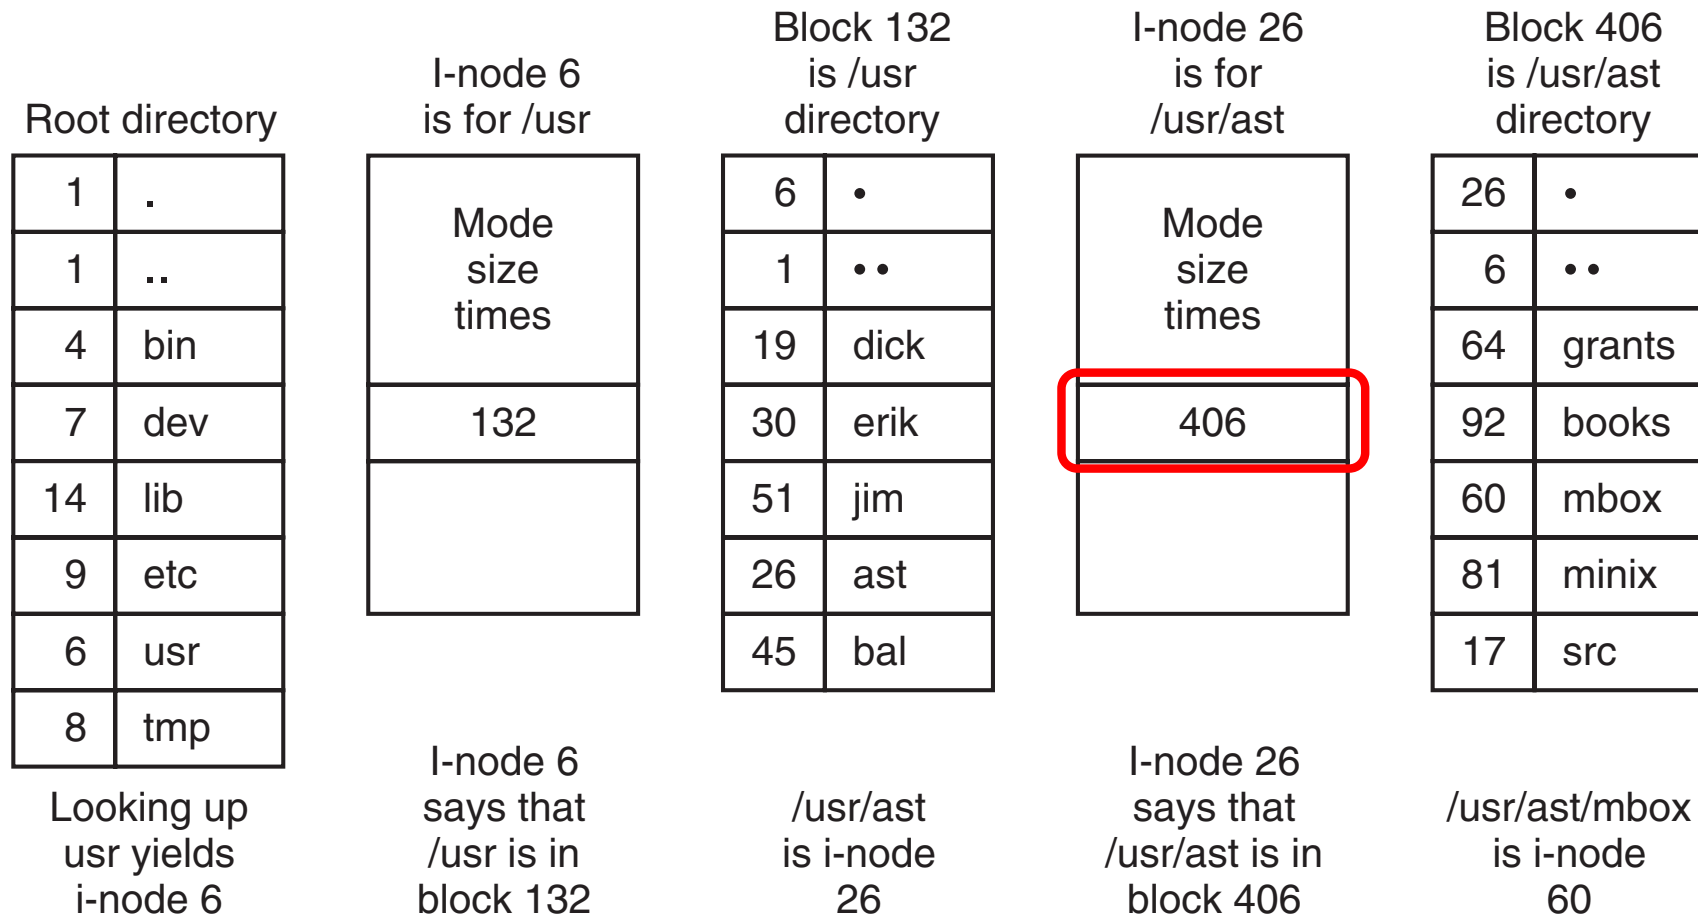 Root directory
1 .
1 ..
4 bin
7 dev
14 lib
9 etc
6 usr
8 tmp
Looking up
usr yields
i-node 6
I-node 6
is for /usr
Mode
size
times
132
I-node 6
says that
/usr is in
block 132
Block 132
is /usr
directory
6 •
1 ••
19 dick
30 erik
51 jim
26 ast
45 bal
/usr/ast
is i-node
26
I-node 26
is for
/usr/ast
Mode
size
times
406
I-node 26
says that
/usr/ast is in
block 406
Block 406
is /usr/ast
directory
26 •
6 ••
64 grants
92 books
60 mbox
81 minix
17 src
/usr/ast/mbox
is i-node
60